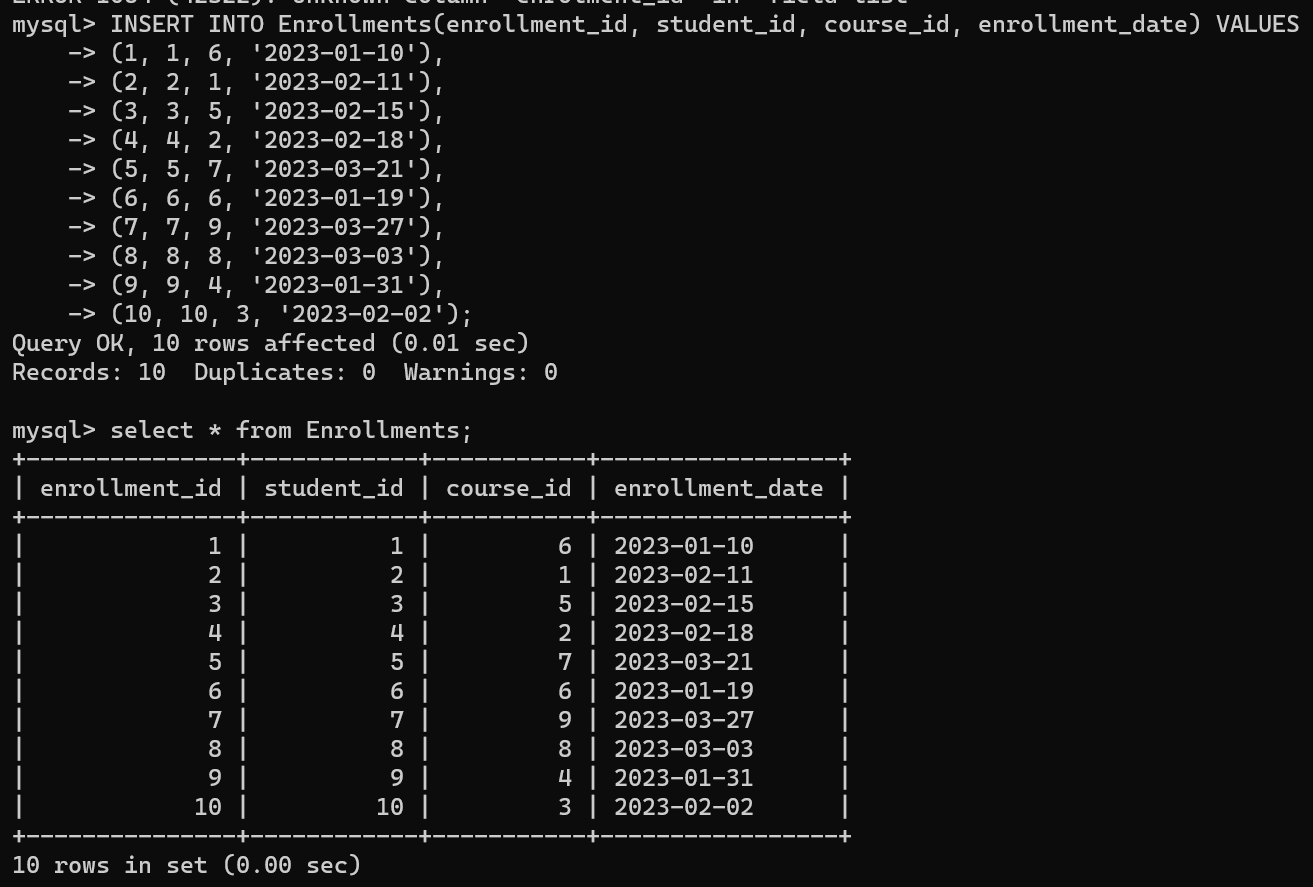 mysql> INSERT INTO Enrollments(enrollment_id, student_id, course_id, enrollment_date) VALUES
    -> (1, 1, 6, '2023-01-10'),
    -> (2, 2, 1, '2023-02-11'),
    -> (3, 3, 5, '2023-02-15'),
    -> (4, 4, 2, '2023-02-18'),
    -> (5, 5, 7, '2023-03-21'),
    -> (6, 6, 6, '2023-01-19'),
    -> (7, 7, 9, '2023-03-27'),
    -> (8, 8, 8, '2023-03-03'),
    -> (9, 9, 4, '2023-01-31'),
    -> (10, 10, 3, '2023-02-02');
Query OK, 10 rows affected (0.01 sec)
Records: 10  Duplicates: 0  Warnings: 0

mysql> select * from Enrollments;
+---------------+------------+-----------+-----------------+
| enrollment_id | student_id | course_id | enrollment_date |
+---------------+------------+-----------+-----------------+
|             1 |          1 |         6 | 2023-01-10      |
|             2 |          2 |         1 | 2023-02-11      |
|             3 |          3 |         5 | 2023-02-15      |
|             4 |          4 |         2 | 2023-02-18      |
|             5 |          5 |         7 | 2023-03-21      |
|             6 |          6 |         6 | 2023-01-19      |
|             7 |          7 |         9 | 2023-03-27      |
|             8 |          8 |         8 | 2023-03-03      |
|             9 |          9 |         4 | 2023-01-31      |
|            10 |         10 |         3 | 2023-02-02      |
+---------------+------------+-----------+-----------------+
10 rows in set (0.00 sec)